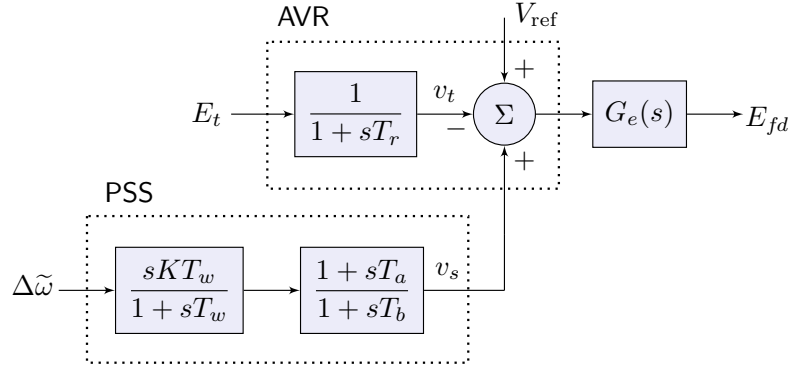 AVR
V_ref
E_t
1
1 + sT_r
v_t
−
Σ
+
+
G_e(s)
E_fd
PSS
Δω̃
sKT_w
1 + sT_w
1 + sT_a
1 + sT_b
v_s